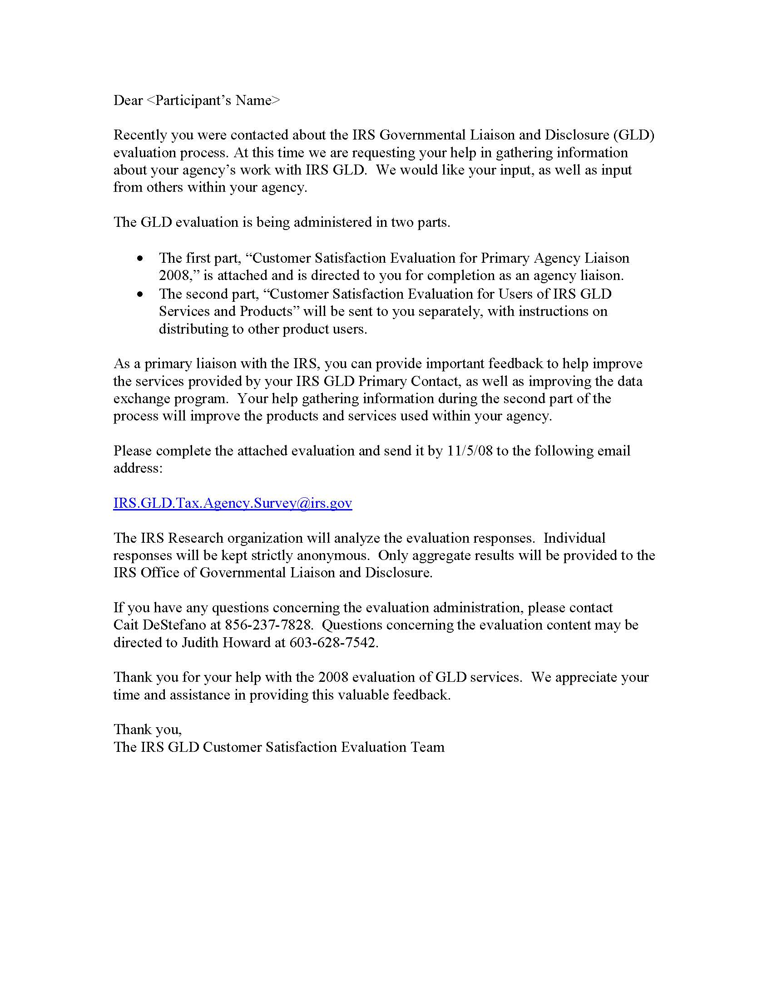 Dear <Participant’s Name>
Recently you were contacted about the IRS Governmental Liaison and Disclosure (GLD)
evaluation process. At this time we are requesting your help in gathering information
about your agency’s work with IRS GLD.  We would like your input, as well as input
from others within your agency.
The GLD evaluation is being administered in two parts.
• The first part, “Customer Satisfaction Evaluation for Primary Agency Liaison
2008,” is attached and is directed to you for completion as an agency liaison.
• The second part, “Customer Satisfaction Evaluation for Users of IRS GLD
Services and Products” will be sent to you separately, with instructions on
distributing to other product users.
As a primary liaison with the IRS, you can provide important feedback to help improve
the services provided by your IRS GLD Primary Contact, as well as improving the data
exchange program.  Your help gathering information during the second part of the
process will improve the products and services used within your agency.
Please complete the attached evaluation and send it by 11/5/08 to the following email
address:
IRS.GLD.Tax.Agency.Survey@irs.gov
The IRS Research organization will analyze the evaluation responses.  Individual
responses will be kept strictly anonymous.  Only aggregate results will be provided to the
IRS Office of Governmental Liaison and Disclosure.
If you have any questions concerning the evaluation administration, please contact
Cait DeStefano at 856-237-7828.  Questions concerning the evaluation content may be
directed to Judith Howard at 603-628-7542.
Thank you for your help with the 2008 evaluation of GLD services.  We appreciate your
time and assistance in providing this valuable feedback.
Thank you,
The IRS GLD Customer Satisfaction Evaluation Team